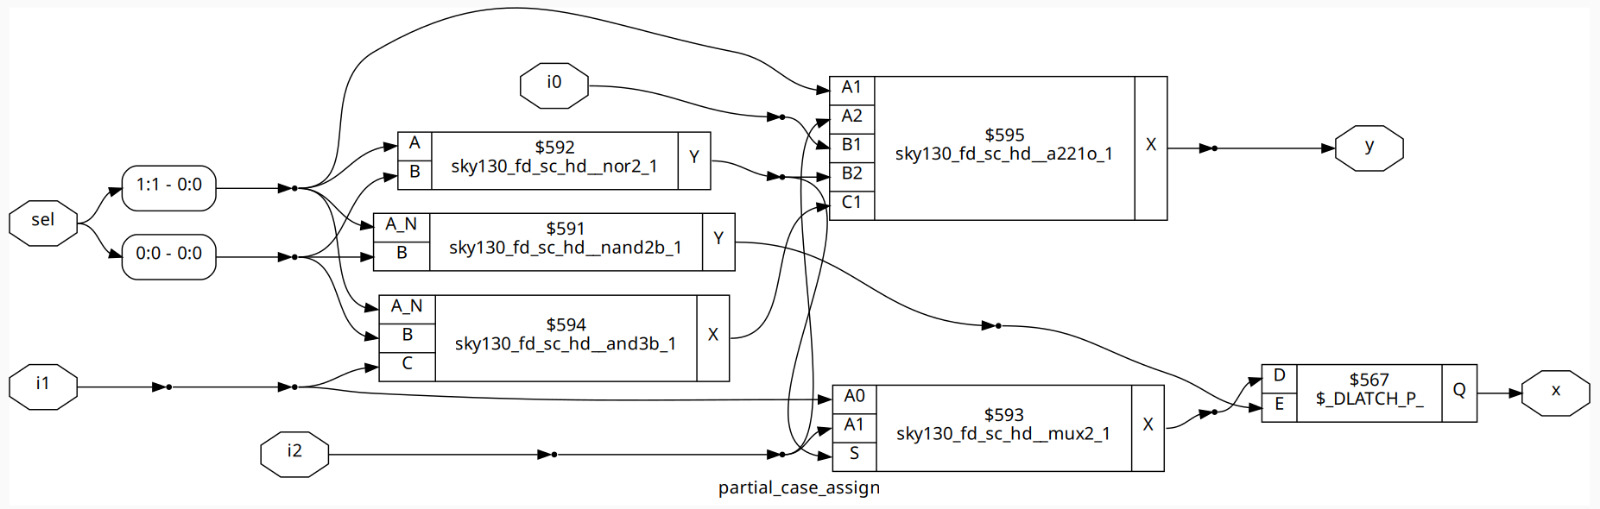 i0
A1
A2
B1
B2
C1
$595
sky130_fd_sc_hd__a221o_1
X
y
sel
1:1 - 0:0
0:0 - 0:0
A
B
$592
sky130_fd_sc_hd__nor2_1
Y
A_N
B
$591
sky130_fd_sc_hd__nand2b_1
Y
A_N
B
C
$594
sky130_fd_sc_hd__and3b_1
X
i1
i2
A0
A1
S
$593
sky130_fd_sc_hd__mux2_1
X
D
E
$567
$_DLATCH_P_
Q
x
partial_case_assign